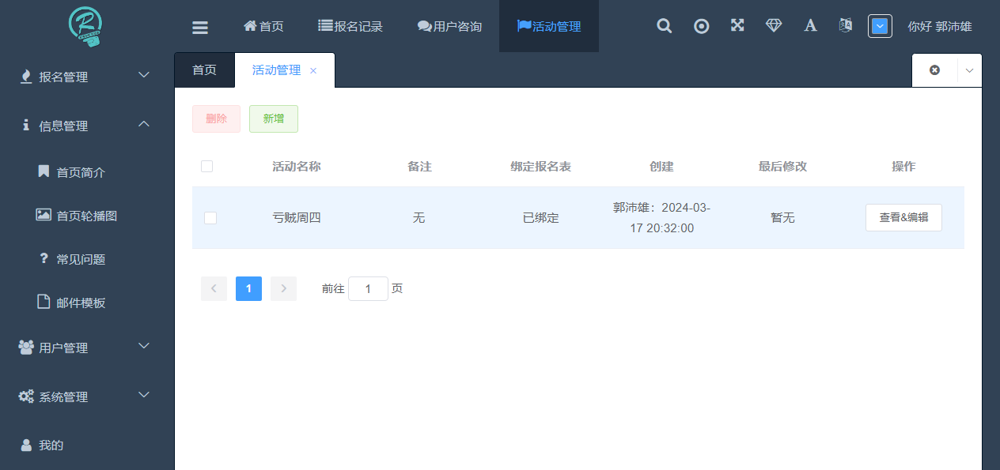 首页
报名记录
用户咨询
活动管理
你好 郭沛雄
报名管理
信息管理
首页简介
首页轮播图
常见问题
邮件模板
用户管理
系统管理
我的
首页
活动管理
删除
新增
活动名称
备注
绑定报名表
创建
最后修改
操作
亏贼周四
无
已绑定
郭沛雄：2024-03-
17 20:32:00
暂无
查看&编辑
1
前往
1
页